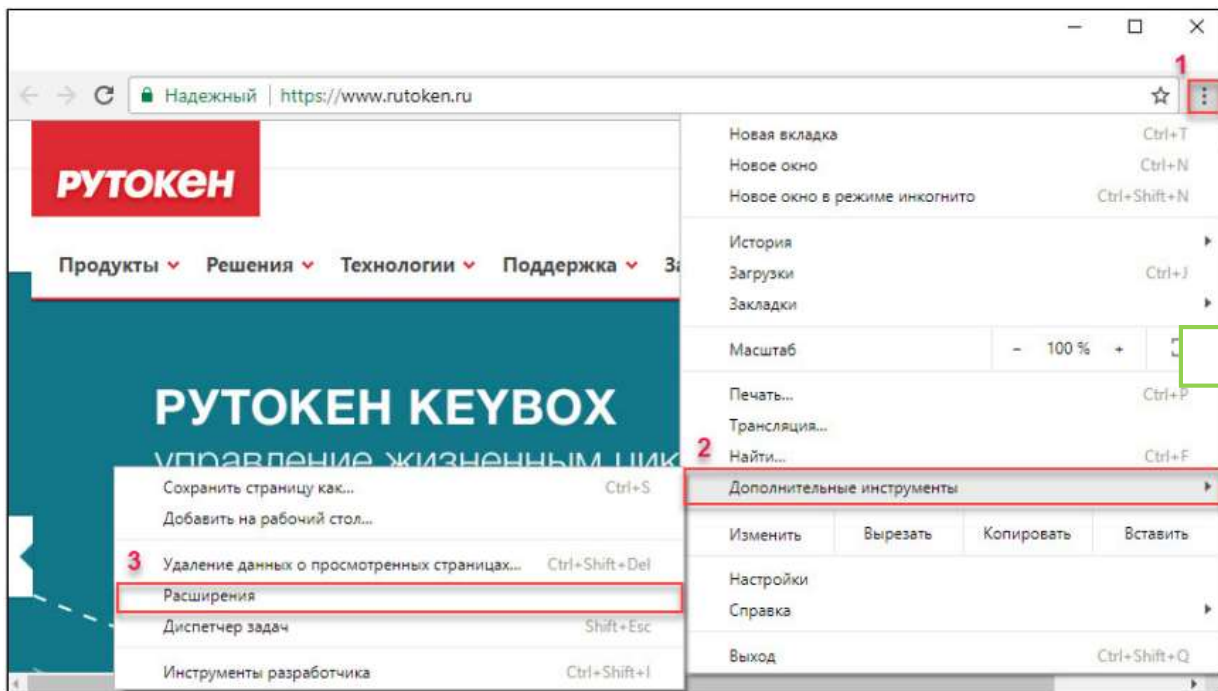 1
Надежный | https://www.rutoken.ru
РУТОКЕН
Продукты Решения Технологии Поддержка
РУТОКЕН KEYBOX
управление жизненным
Новая вкладка Ctrl+T
Новое окно Ctrl+N
Новое окно в режиме инкогнито Ctrl+Shift+N
История
Загрузки Ctrl+J
Закладки
Масштаб - 100 % +
Печать... Ctrl+P
Трансляция...
2
Найти... Ctrl+F
Дополнительные инструменты
Изменить Вырезать Копировать Вставить
Настройки
Справка
Выход Ctrl+Shift+Q
Сохранить страницу как... Ctrl+S
Добавить на рабочий стол...
3
Удаление данных о просмотренных страницах... Ctrl+Shift+Del
Расширения
Диспетчер задач Shift+Esc
Инструменты разработчика Ctrl+Shift+I